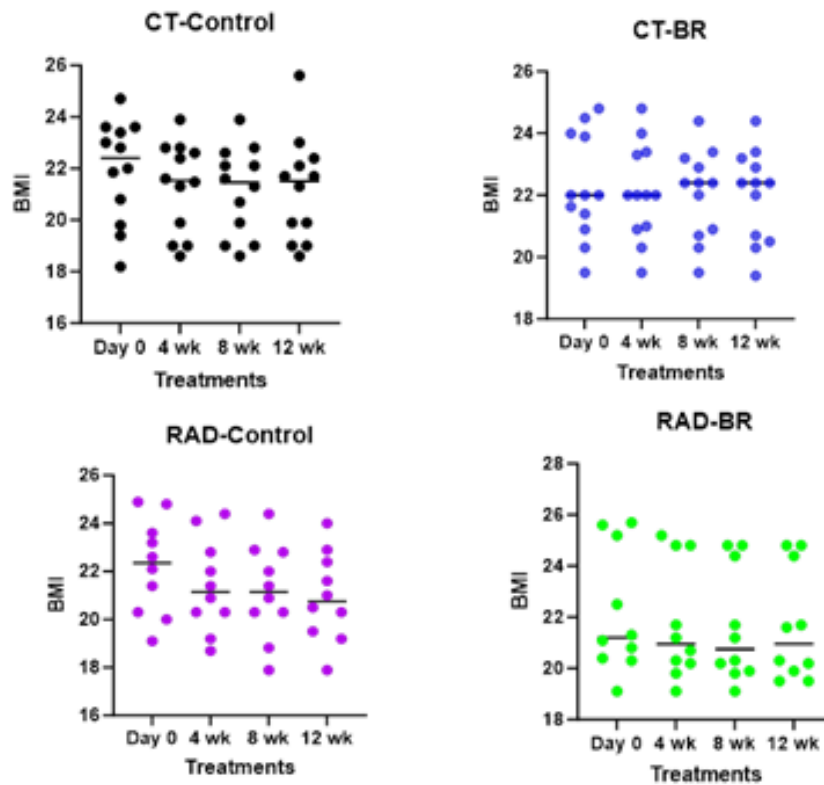 CT-Control
26
24
22
20
18
16
BMI
Day 0 4 wk 8 wk 12 wk
Treatments
CT-BR
26
24
22
20
18
BMI
Day 0 4 wk 8 wk 12 wk
Treatments
RAD-Control
26
24
22
20
18
16
BMI
Day 0 4 wk 8 wk 12 wk
Treatments
RAD-BR
28
26
24
22
20
18
BMI
Day 0 4 wk 8 wk 12 wk
Treatments